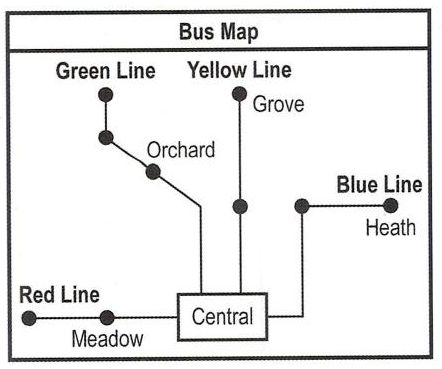 Bus Map
Green Line
Yellow Line
Grove
Orchard
Blue Line
Heath
Red Line
Meadow
Central